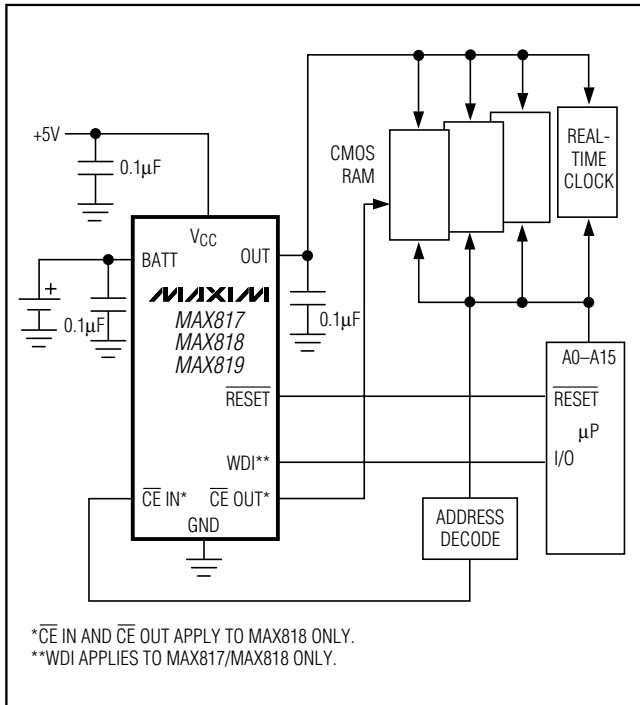 +5V
0.1µF
CMOS
RAM
REAL-
TIME
CLOCK
VCC
BATT
OUT
+
0.1µF
MAXIM
MAX817
MAX818
MAX819
0.1µF
A0–A15
RESET
RESET
µP
WDI**
I/O
CE IN*
CE OUT*
GND
ADDRESS
DECODE
*CE IN AND CE OUT APPLY TO MAX818 ONLY.
**WDI APPLIES TO MAX817/MAX818 ONLY.